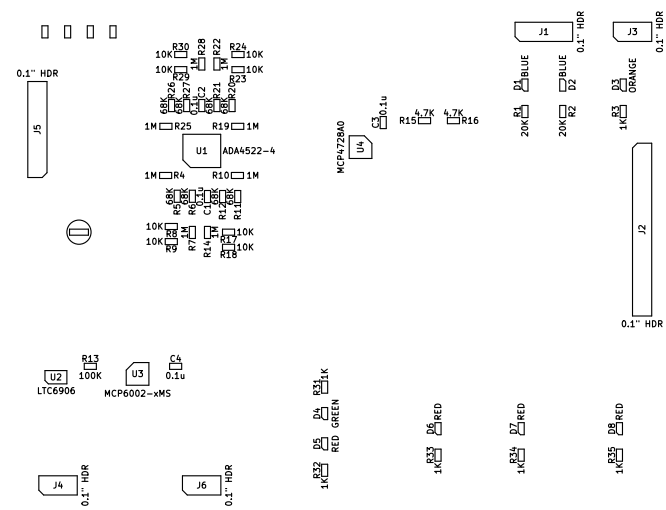 J1
0.1" HDR
J3
0.1" HDR
R30
10K
R28
1M
R22
1M
R24
10K
10K
R29
10K
R23
0.1" HDR
J5
D1
BLUE
BLUE
D2
D3
ORANGE
68K
R26
68K
R27
0.1u
C2
68K
R21
68K
R20
R1
20K
R2
20K
R3
1K
1M
R25
R19
1M
C3
0.1u
4.7K
R15
4.7K
R16
MCP4728A0
U4
U1
ADA4522-4
1M
R4
R10
1M
68K
R5
68K
R6
0.1u
C1
68K
R12
68K
R11
J2
0.1" HDR
10K
R8
10K
R9
1M
R7
R14
1M
R17
10K
R18
10K
R13
100K
U2
LTC6906
U3
MCP6002-xMS
C4
0.1u
R31
1K
D4
GREEN
D5
RED
R32
1K
D6
RED
R33
1K
D7
RED
R34
1K
D8
RED
R35
1K
J4
0.1" HDR
J6
0.1" HDR